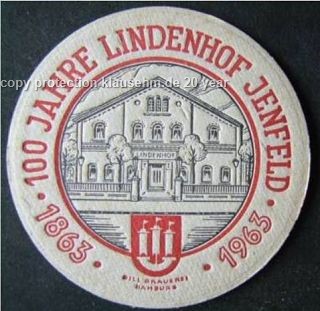 copy protection klausehm.de 20 year
· 100 JAHRE LINDENHOF JENFELD ·
1863 · · 1963
LINDENHOF
BILL-BRAUEREI
HAMBURG